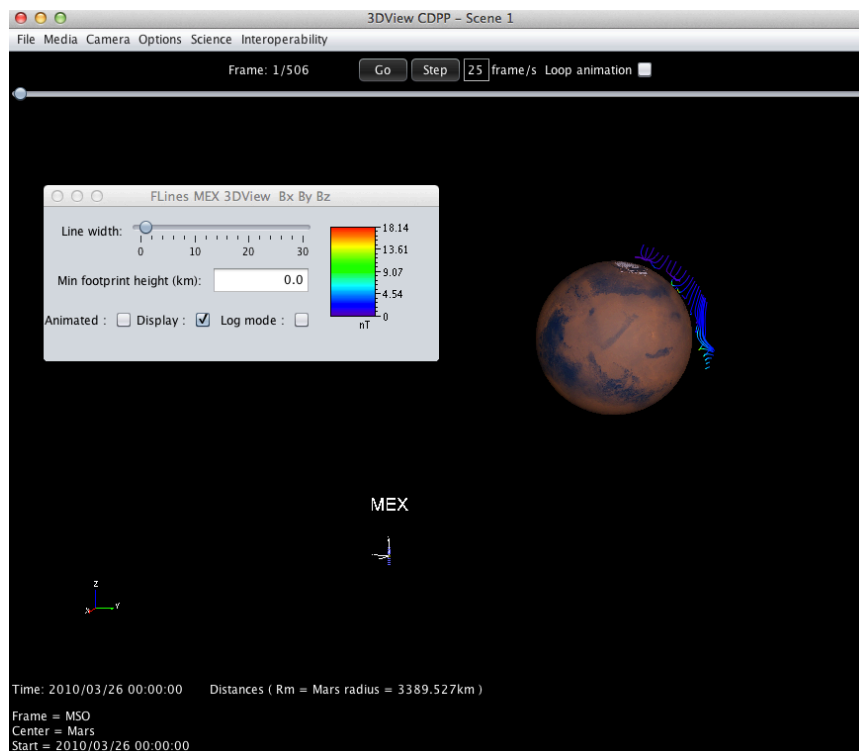 3DView CDPP – Scene 1
File Media Camera Options Science Interoperability
Frame: 1/506 Go Step 25 frame/s Loop animation
FLines MEX 3DView Bx By Bz
Line width:
0 10 20 30
Min footprint height (km): 0.0
Animated : Display : Log mode :
18.14
13.61
9.07
4.54
0
nT
MEX
Z
X Y
Time: 2010/03/26 00:00:00 Distances ( Rm = Mars radius = 3389.527km )
Frame = MSO
Center = Mars
Start = 2010/03/26 00:00:00